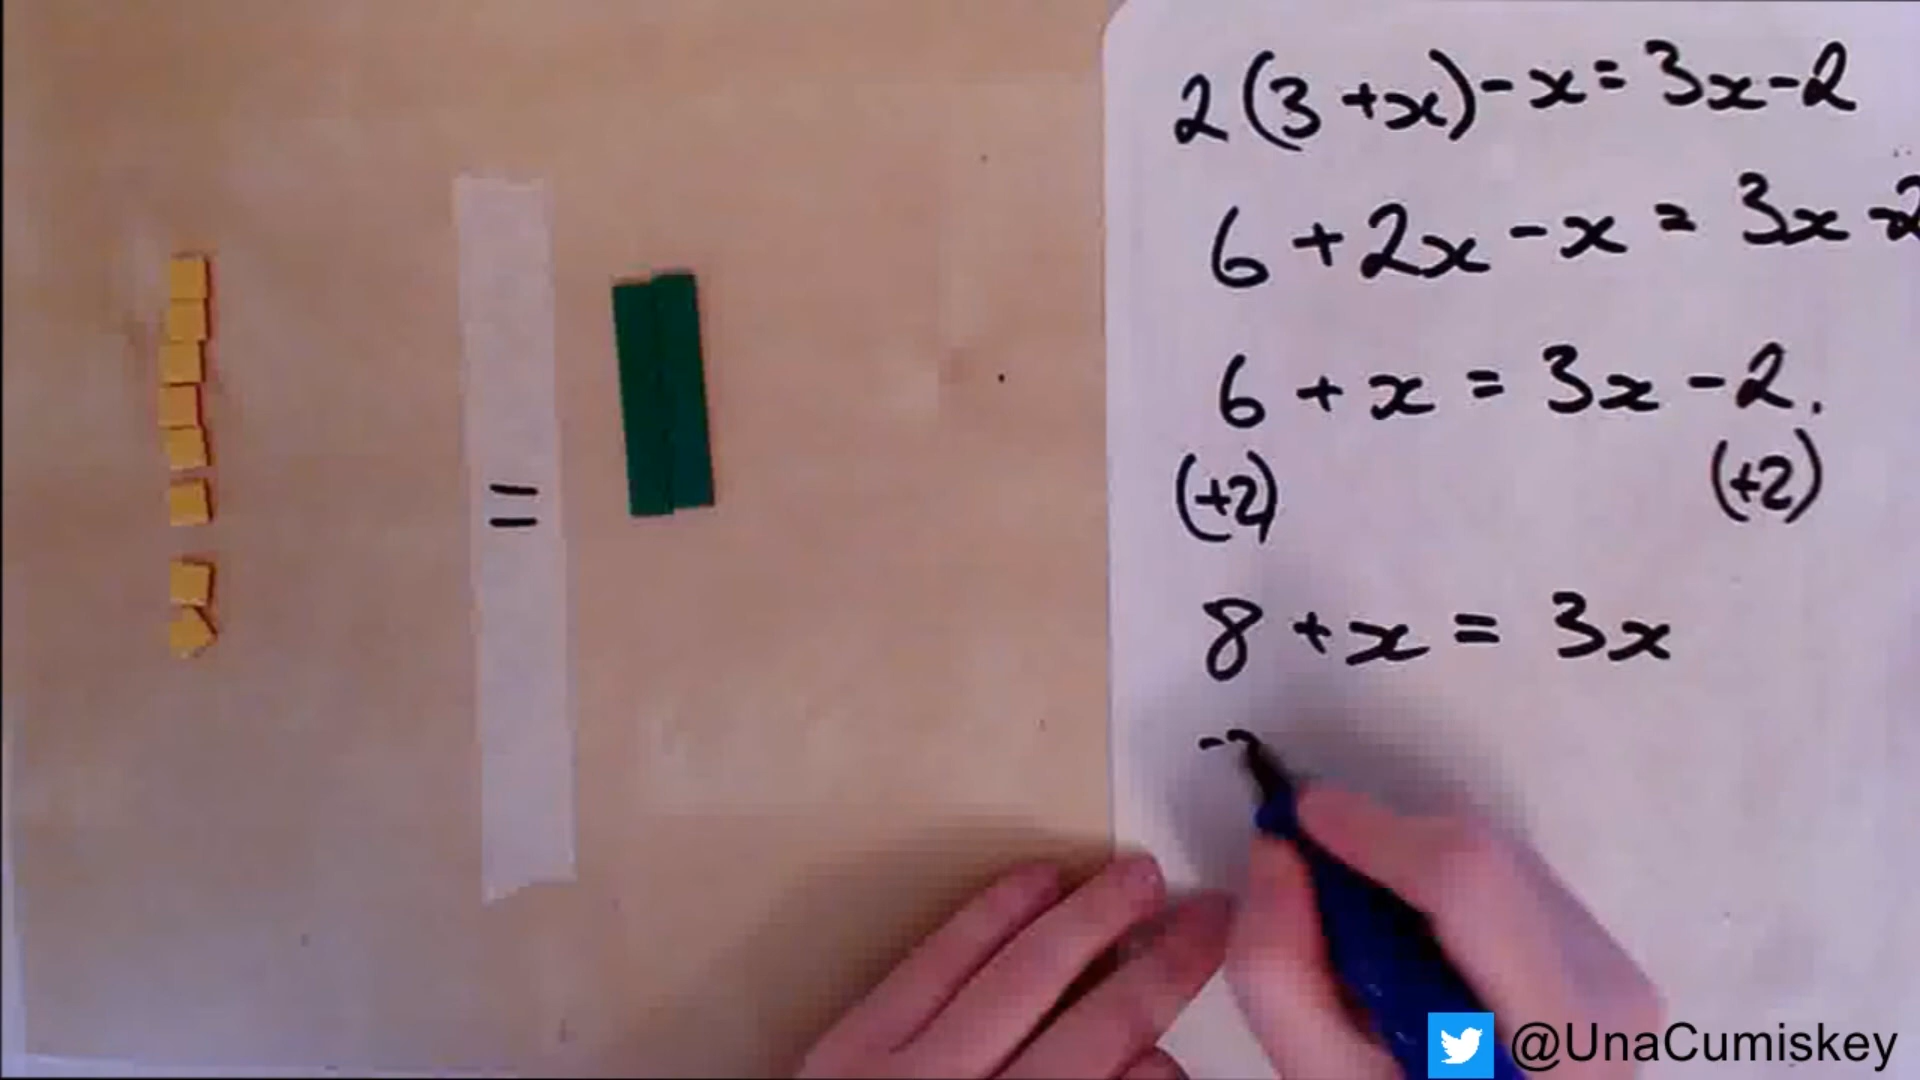 2(3+x)-x=3x-2
6+2x-x=3x-2
6+x=3x-2.
(+2) (+2)
8+x=3x
=
@UnaCumiskey